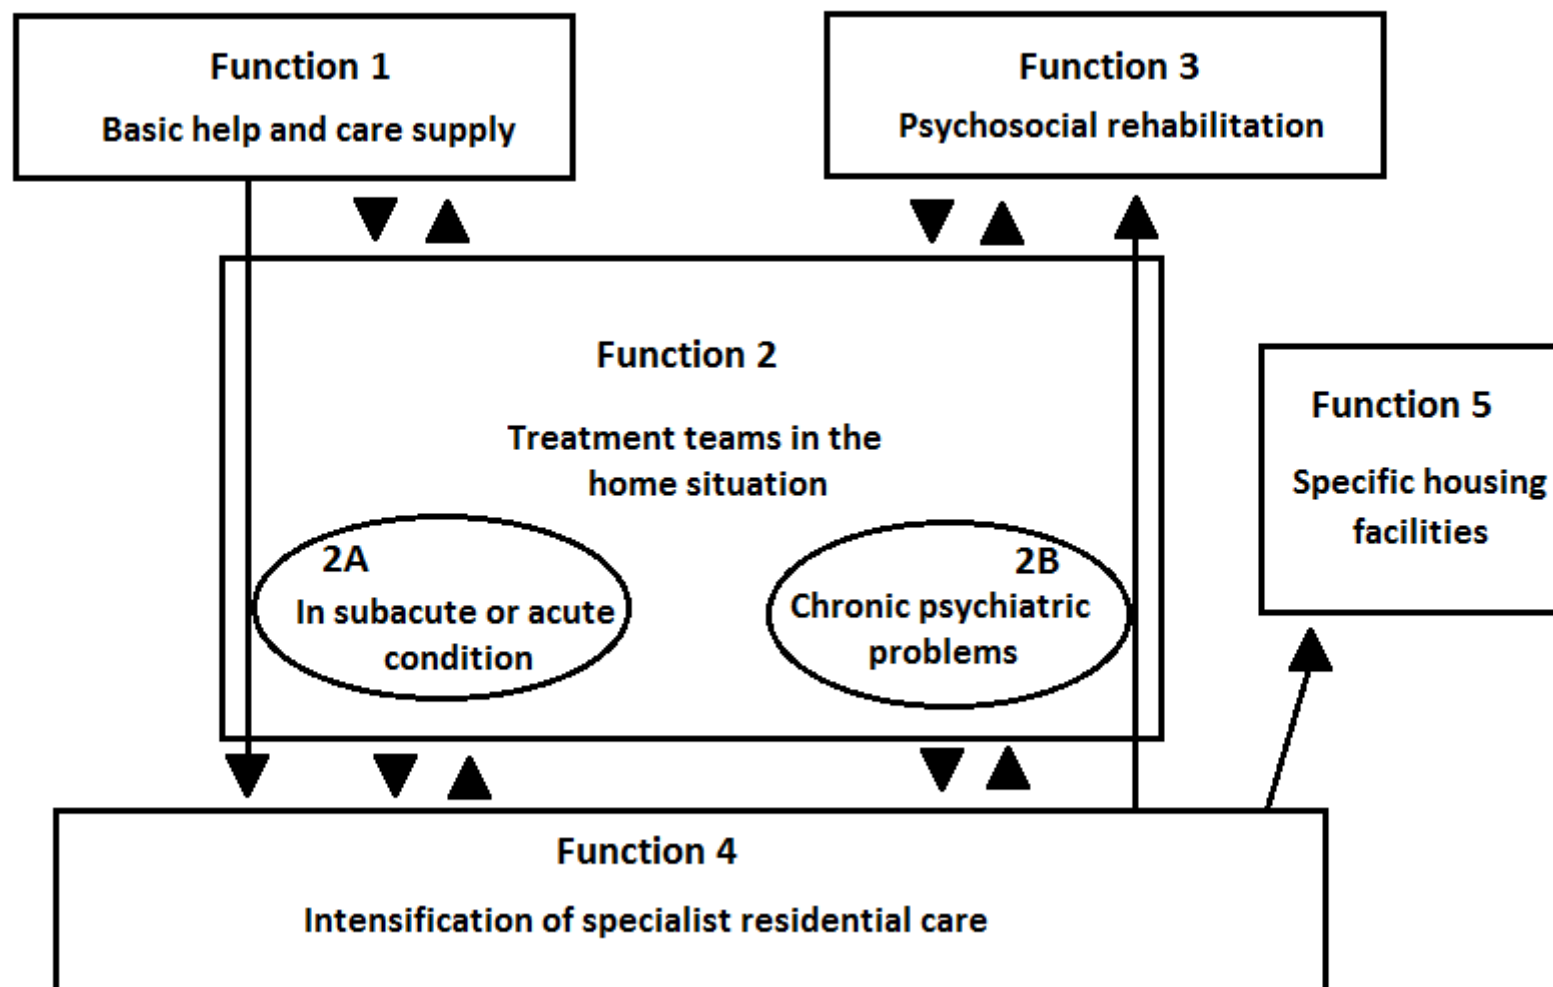 Function 1
Basic help and care supply
Function 3
Psychosocial rehabilitation
Function 2
Treatment teams in the
home situation
2A
In subacute or acute
condition
2B
Chronic psychiatric
problems
Function 5
Specific housing
facilities
Function 4
Intensification of specialist residential care